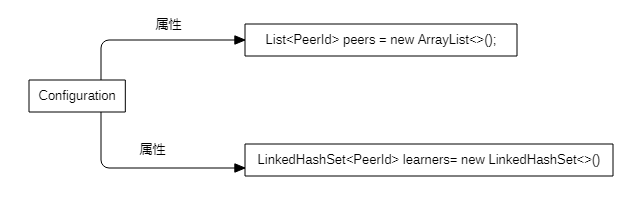 属性
List<PeerId> peers = new ArrayList<>();
Configuration
属性
LinkedHashSet<PeerId> learners= new LinkedHashSet<>()